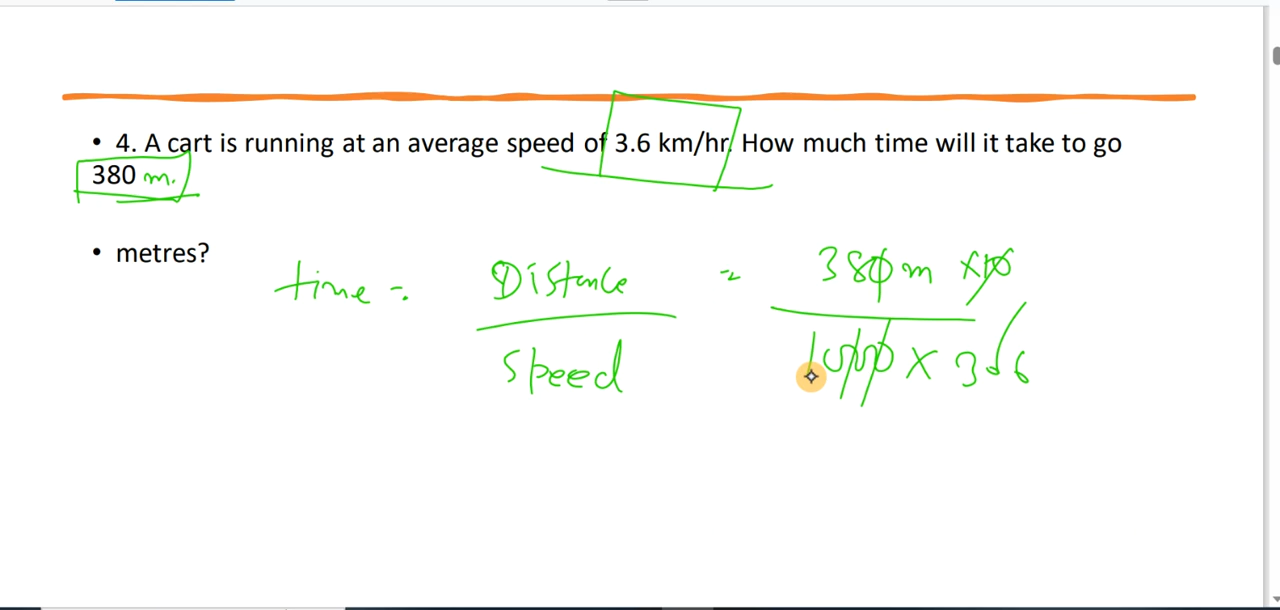 • 4. A cart is running at an average speed of 3.6 km/hr. How much time will it take to go
380 m.
• metres?
time = Distance / Speed = 380 m × 10 / 1000 × 3.6